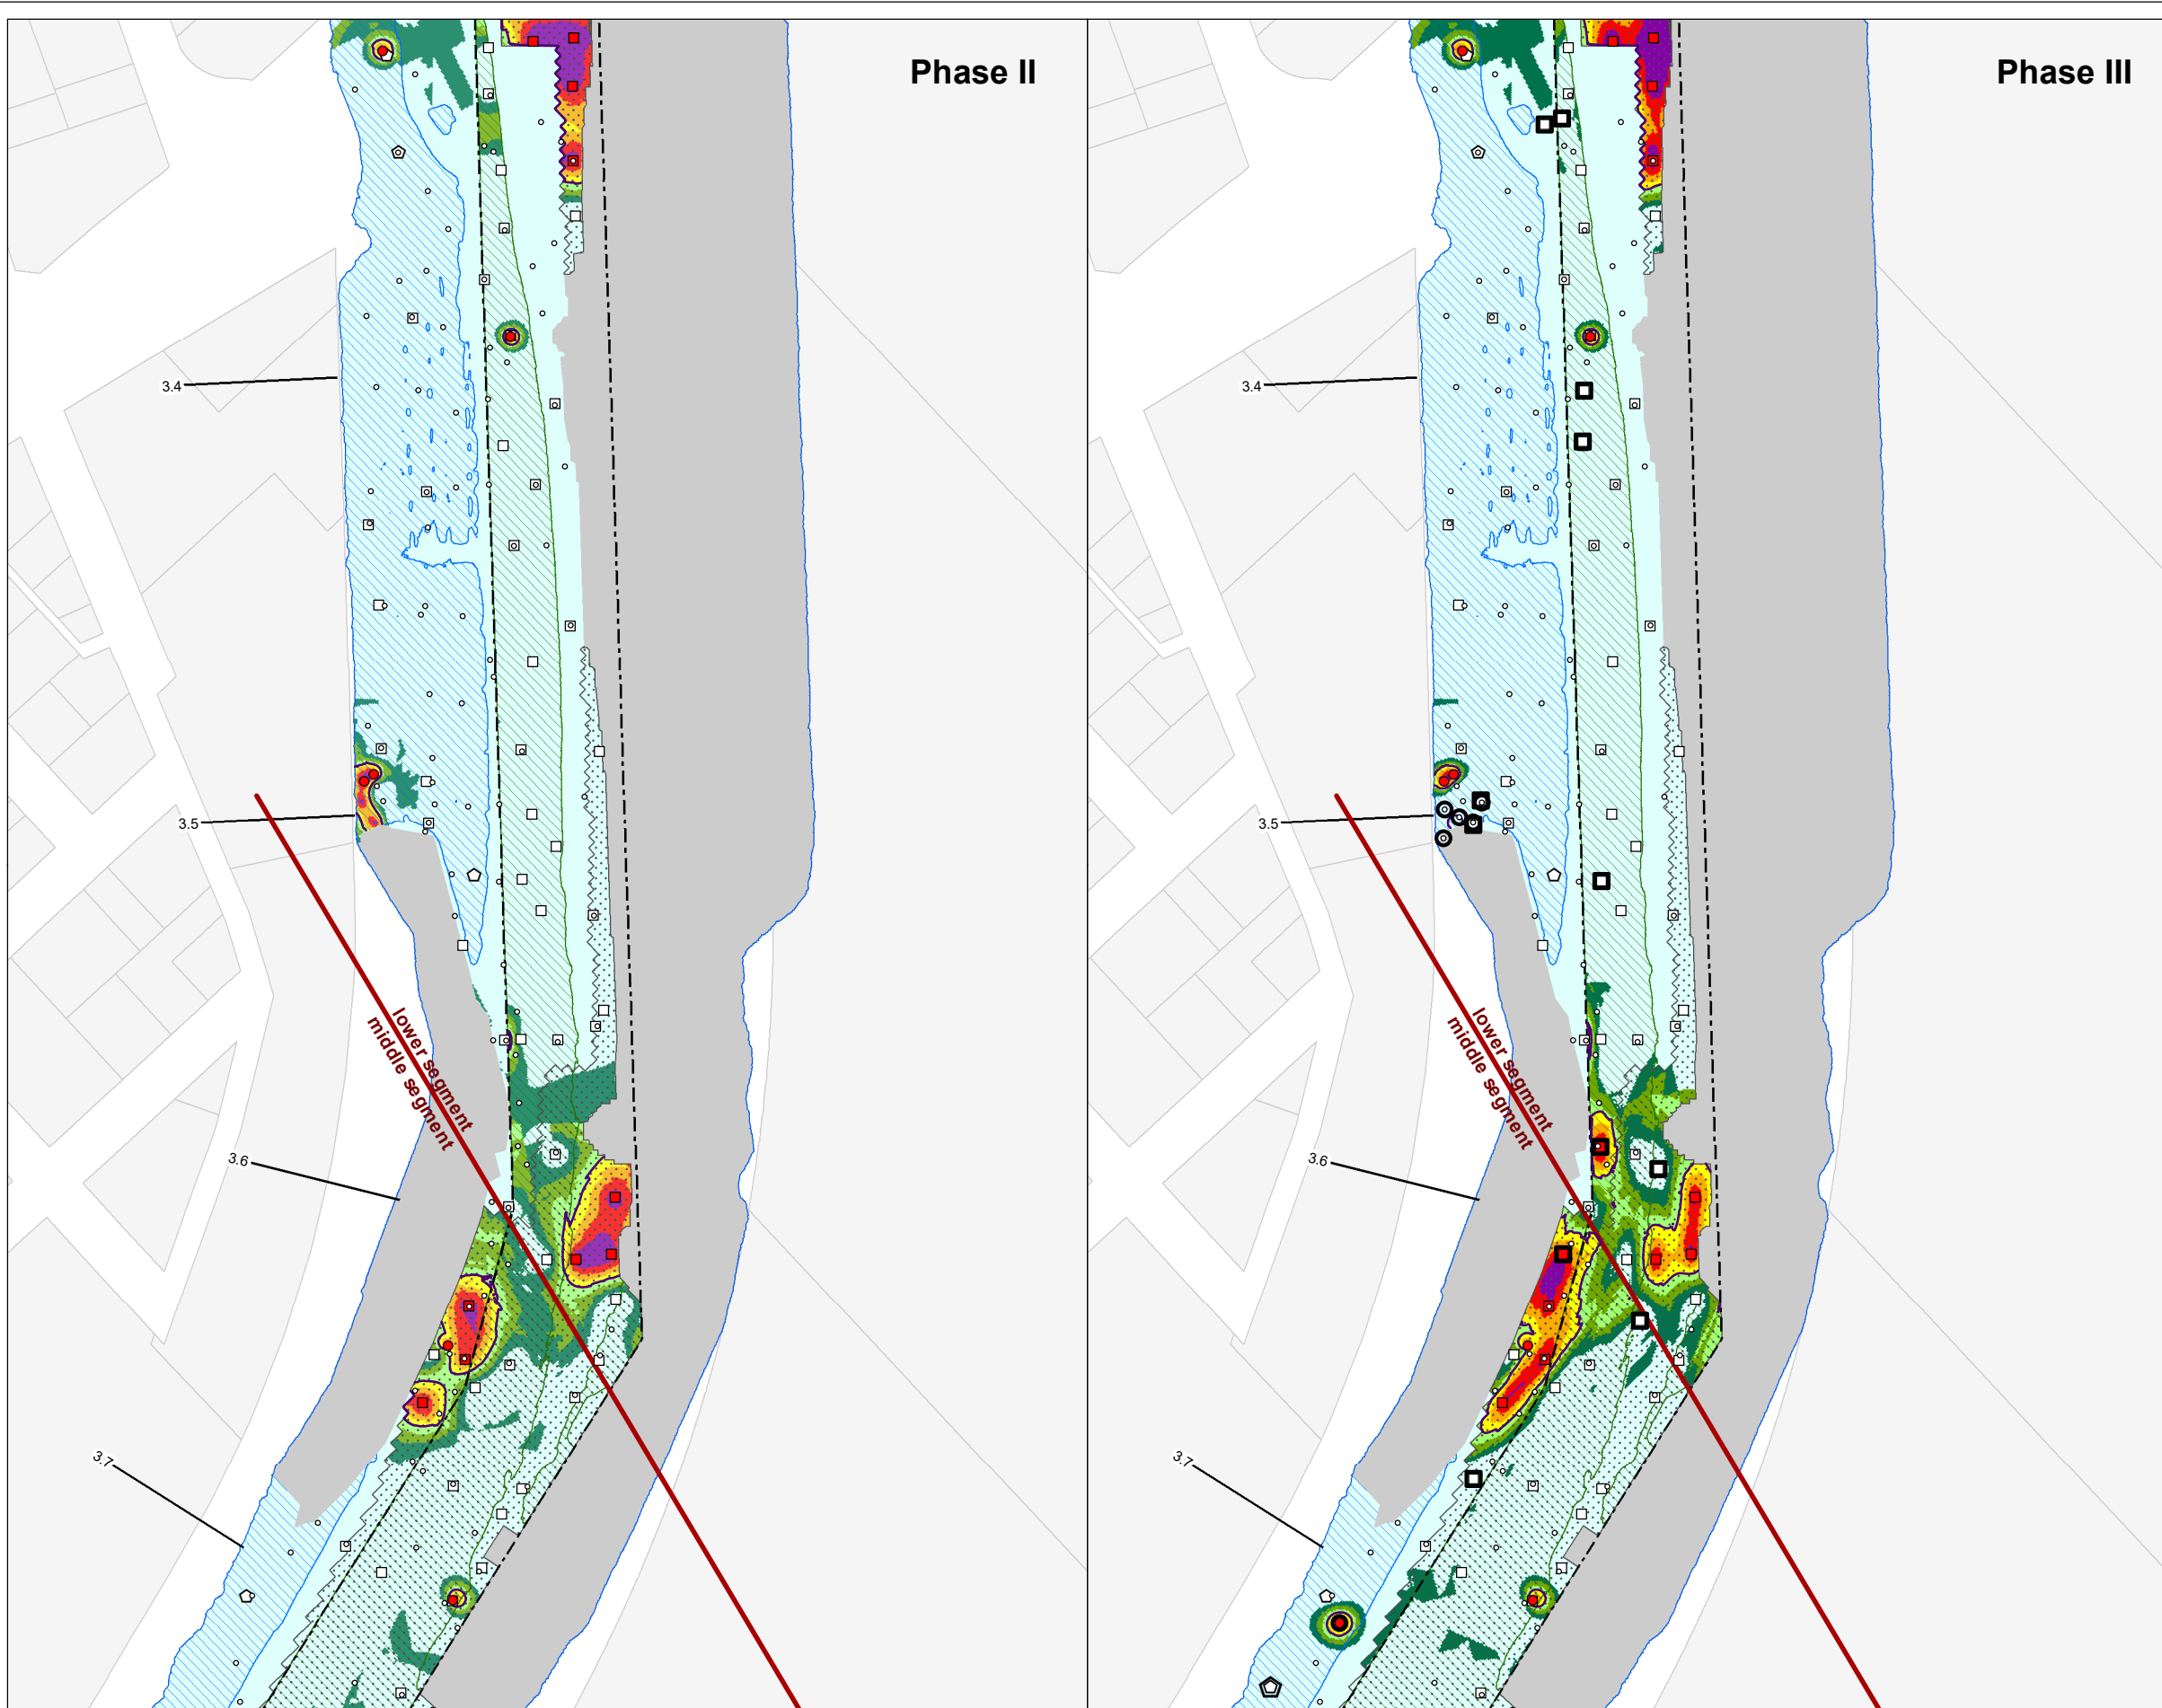 Phase II
3.4
3.5
lower segment
middle segment
3.6
3.7
Phase III
3.4
3.5
lower segment
middle segment
3.6
3.7